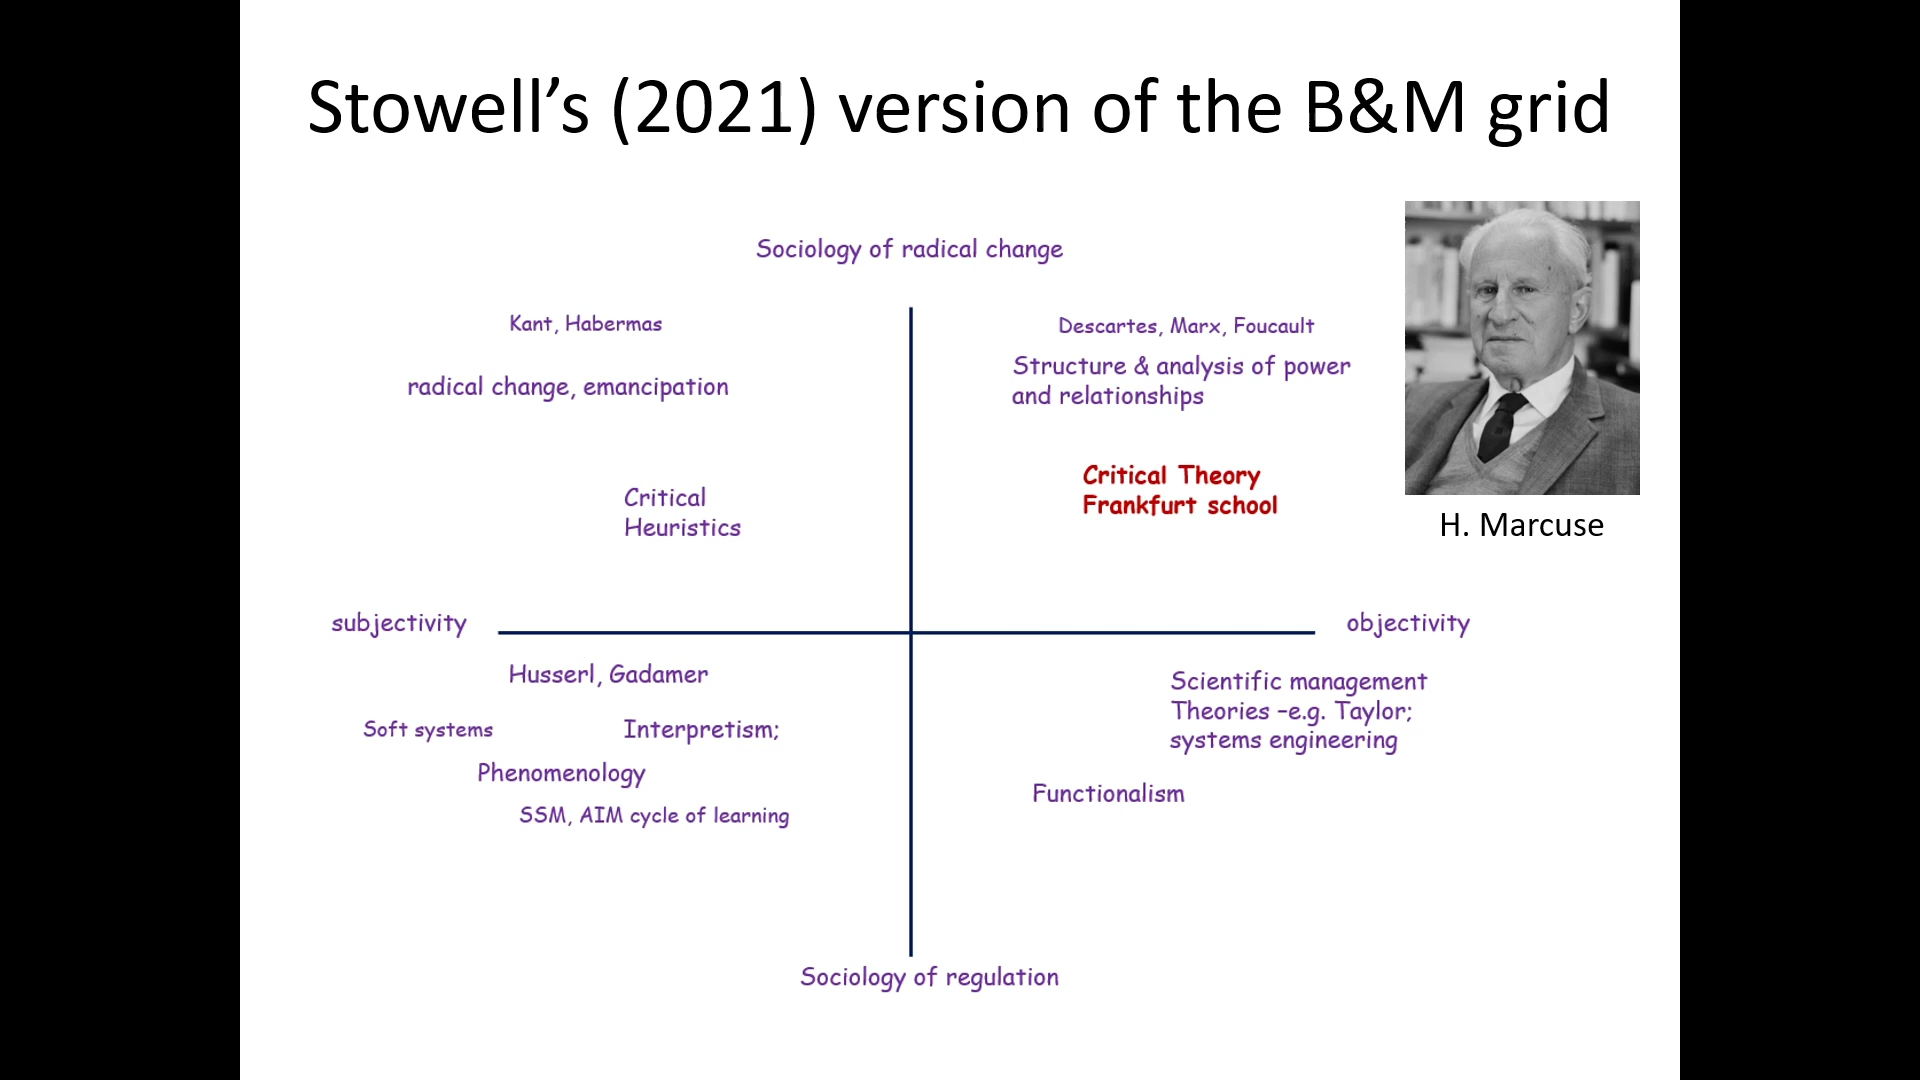 Stowell’s (2021) version of the B&M grid
Sociology of radical change
Kant, Habermas
Descartes, Marx, Foucault
radical change, emancipation
Structure & analysis of power
and relationships
Critical
Heuristics
Critical Theory
Frankfurt school
H. Marcuse
subjectivity
objectivity
Husserl, Gadamer
Soft systems
Interpretism;
Phenomenology
SSM, AIM cycle of learning
Scientific management
Theories –e.g. Taylor;
systems engineering
Functionalism
Sociology of regulation